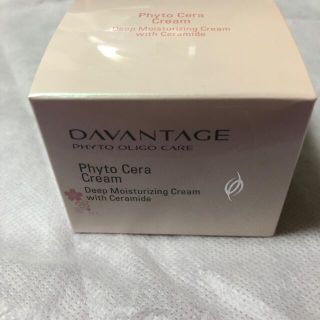 Phyto Cera
Cream
Deep Moisturizing Cream
with Ceramide
DAVANTAGE
PHYTO OLIGO CARE
Phyto Cera
Cream
Deep Moisturizing Cream
with Ceramide